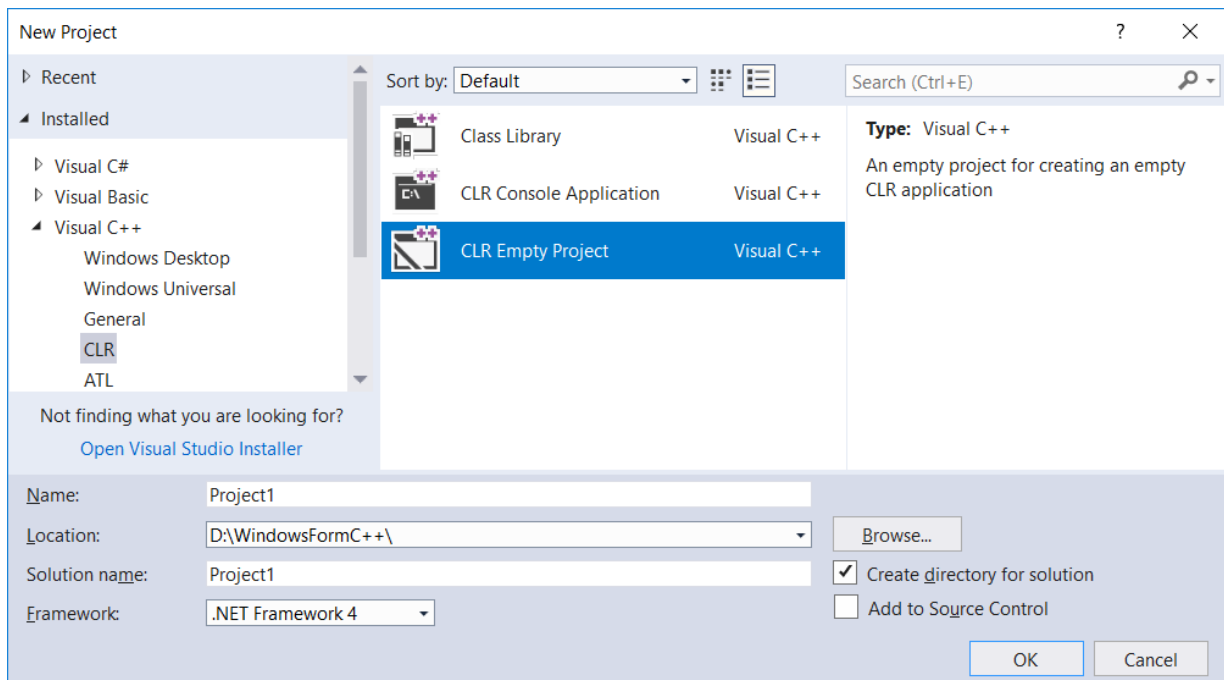 New Project
?
Recent
Installed
Visual C#
Visual Basic
Visual C++
Windows Desktop
Windows Universal
General
CLR
ATL
Not finding what you are looking for?
Open Visual Studio Installer
Sort by: Default
Class Library Visual C++
C:\
CLR Console Application Visual C++
CLR Empty Project Visual C++
Search (Ctrl+E)
Type: Visual C++
An empty project for creating an empty
CLR application
Name: Project1
Location: D:\WindowsFormC++\
Browse...
Solution name: Project1
Create directory for solution
Framework: .NET Framework 4
Add to Source Control
OK Cancel